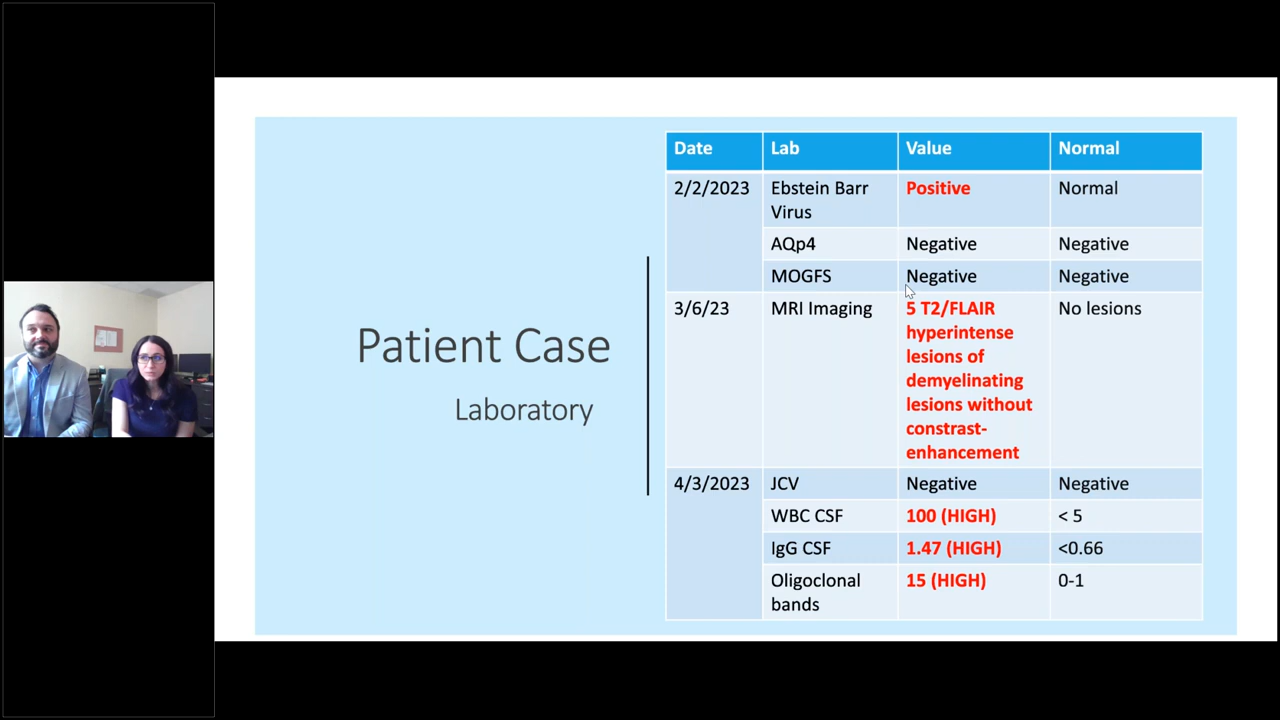 Patient Case
Laboratory
Date Lab Value Normal
2/2/2023 Ebstein Barr Positive Normal
Virus
AQp4 Negative Negative
MOGFS Negative Negative
3/6/23 MRI Imaging 5 T2/FLAIR No lesions
hyperintense
lesions of
demyelinating
lesions without
constrast-
enhancement
4/3/2023 JCV Negative Negative
WBC CSF 100 (HIGH) < 5
IgG CSF 1.47 (HIGH) <0.66
Oligoclonal 15 (HIGH) 0-1
bands